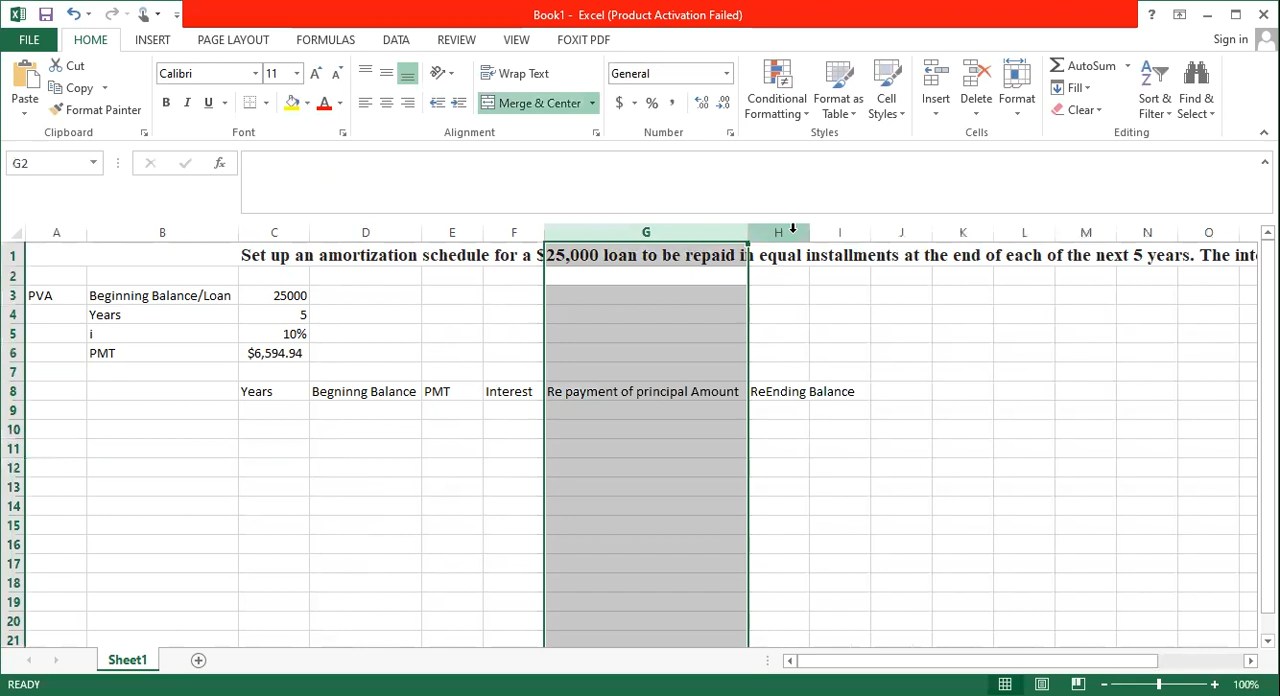 Book1 - Excel (Product Activation Failed)
?
FILE HOME INSERT PAGE LAYOUT FORMULAS DATA REVIEW VIEW FOXIT PDF Sign in
Paste Cut Copy Format Painter Clipboard
Calibri 11 A A B I U A Font
Wrap Text Merge & Center Alignment
General $ % , .0 .00 Number
Conditional Formatting Format as Table Cell Styles Styles
Insert Delete Format Cells
AutoSum Fill Clear Sort & Filter Find & Select Editing
G2 fx
A B C D E F G H I J K L M N O
1 Set up an amortization schedule for a $25,000 loan to be repaid in equal installments at the end of each of the next 5 years. The inte
2
3 PVA Beginning Balance/Loan 25000
4 Years 5
5 i 10%
6 PMT $6,594.94
7
8 Years Begninng Balance PMT Interest Re payment of principal Amount ReEnding Balance
9
10
11
12
13
14
15
16
17
18
19
20
21
Sheet1
READY 100%